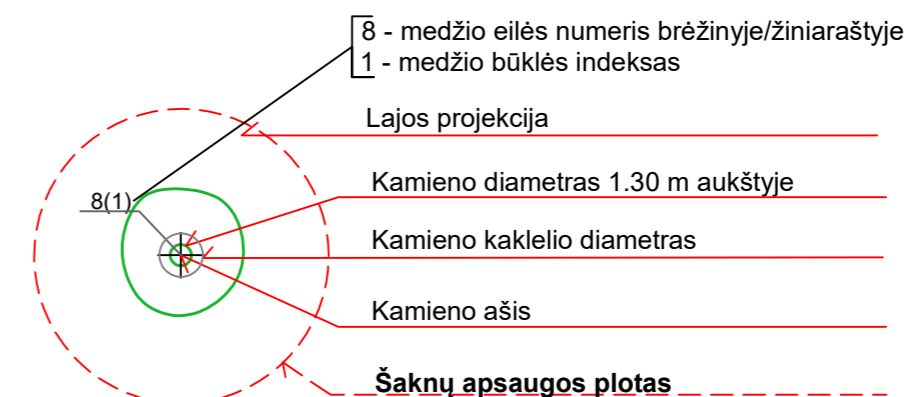 8 - medžio eilės numeris brėžinyje/žiniaraštyje
1 - medžio būklės indeksas
Lajos projekcija
Kamieno diametras 1.30 m aukštyje
8(1)
Kamieno kaklelio diametras
Kamieno ašis
Šaknų apsaugos plotas